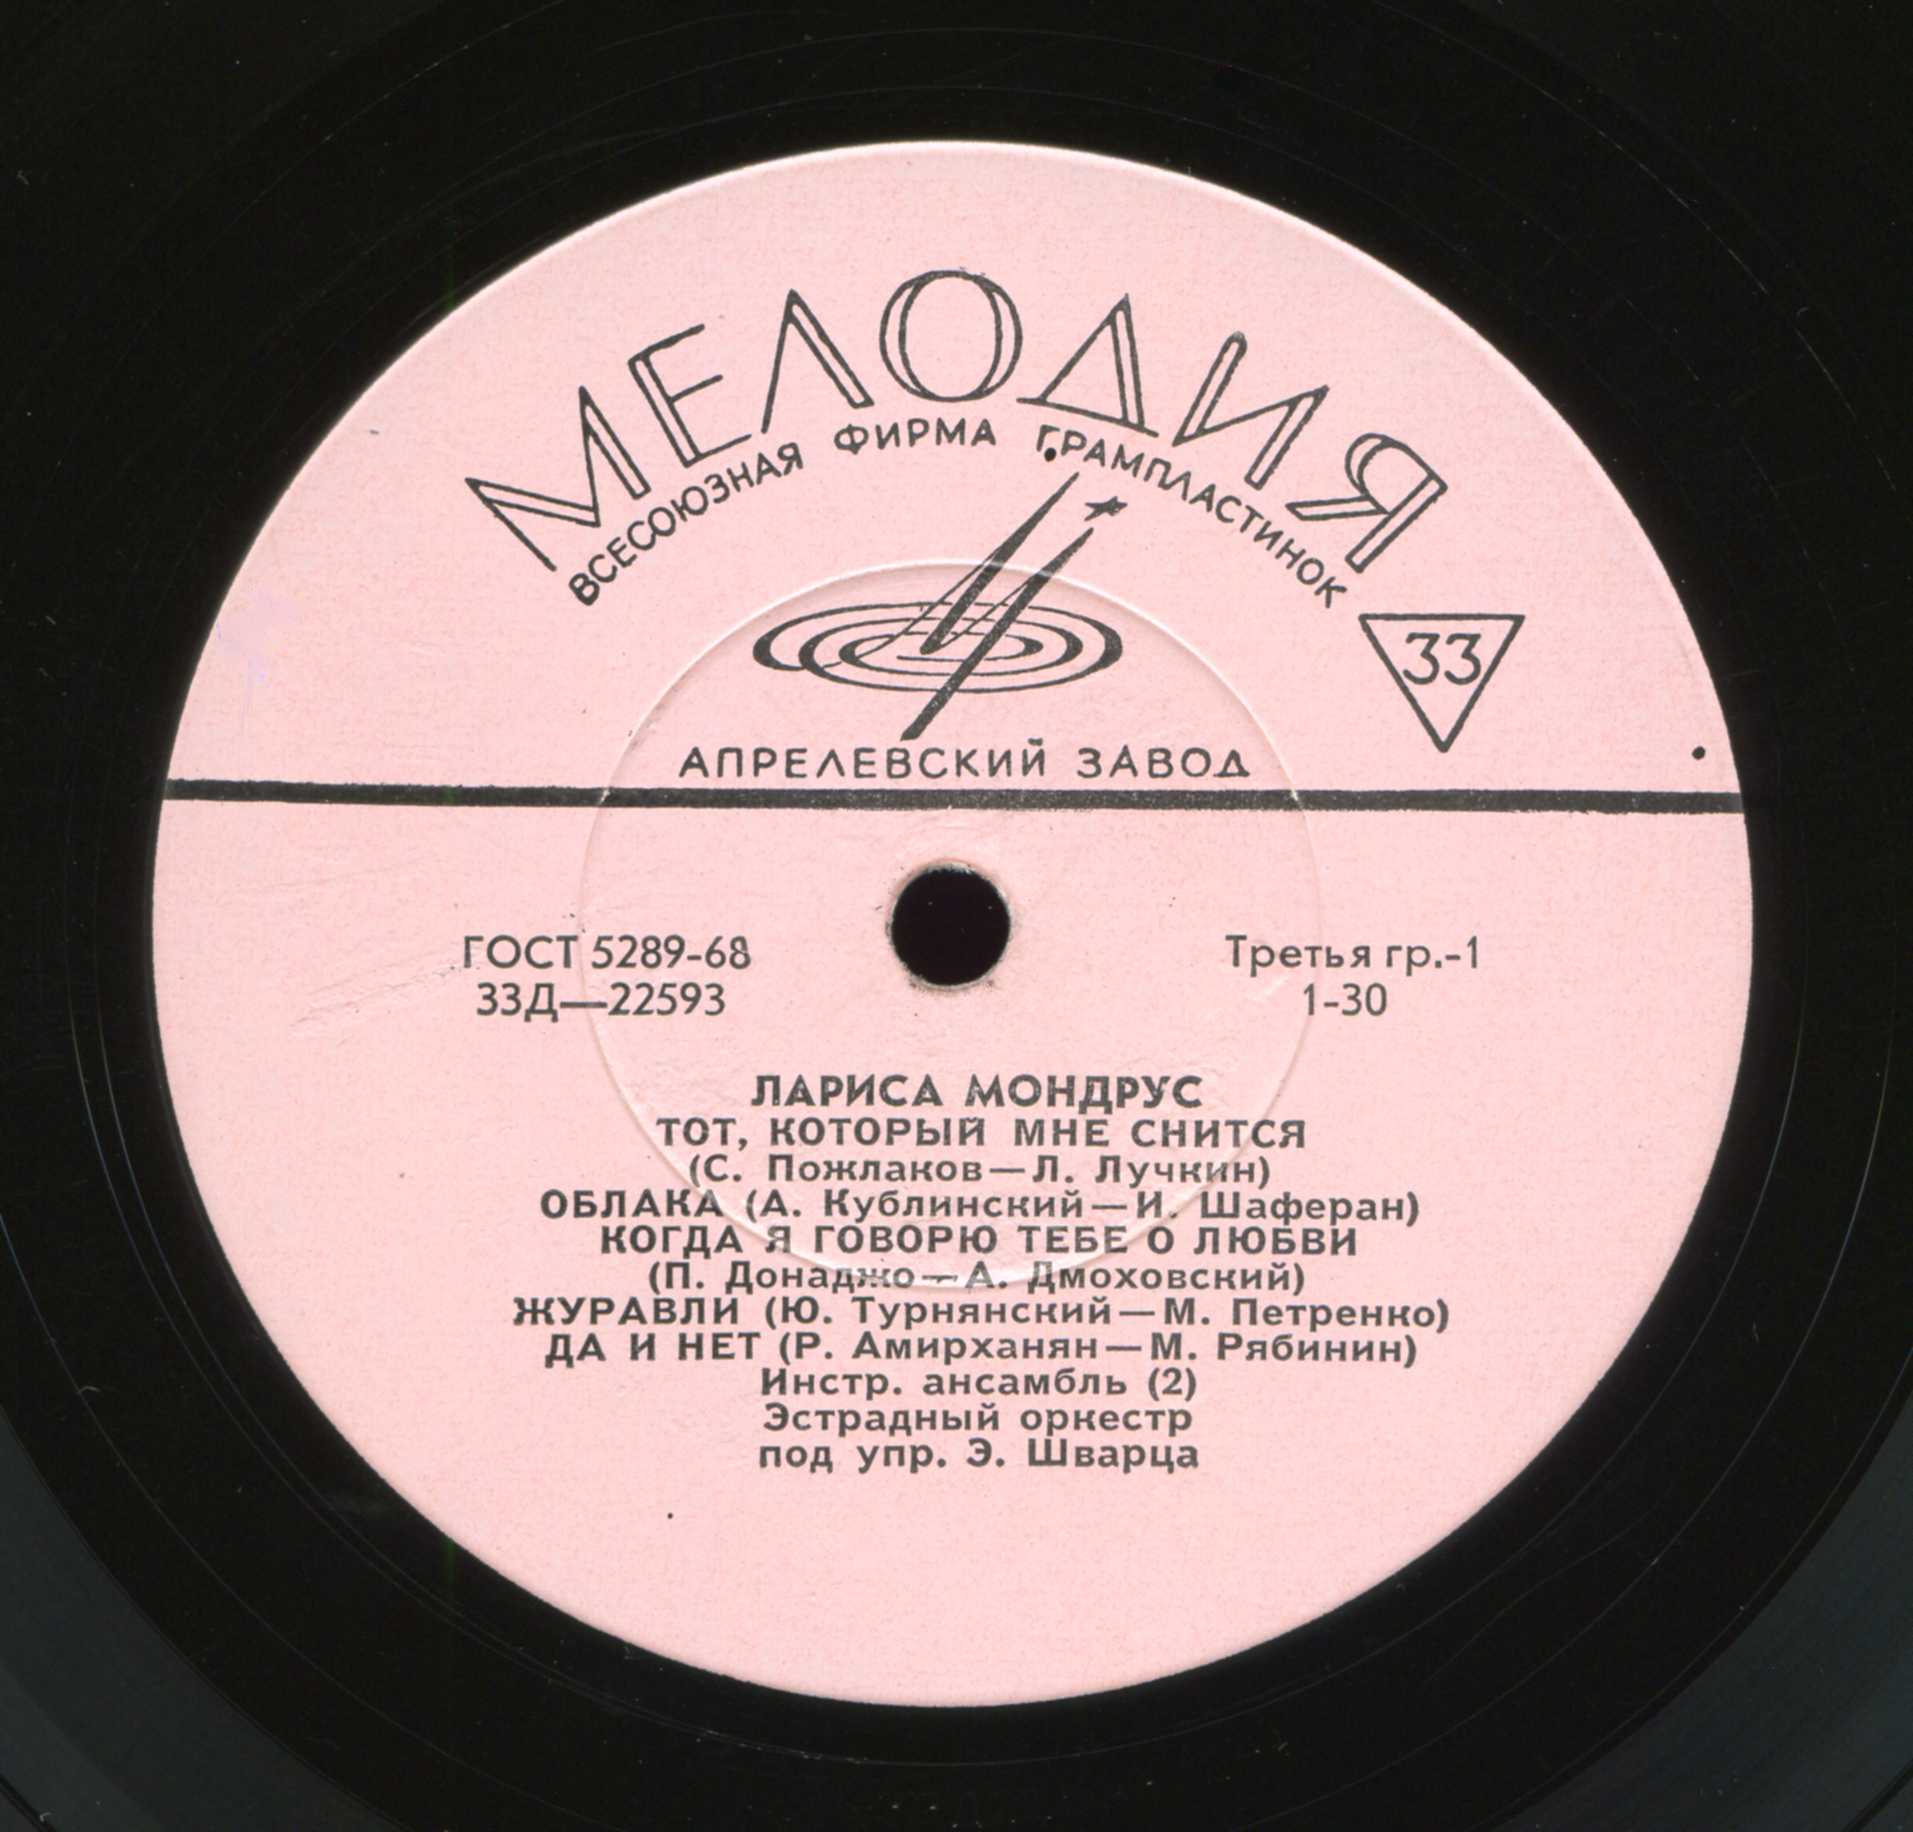 МЕЛОДИЯ
ВСЕСОЮЗНАЯ ФИРМА ГРАМПЛАСТИНОК
33
АПРЕЛЕВСКИЙ ЗАВОД
ГОСТ 5289-68
Третья гр.-1
33Д—22593
1-30
ЛАРИСА МОНДРУС
ТОТ, КОТОРЫЙ МНЕ СНИТСЯ
(С. Пожлаков—Л. Лучкин)
ОБЛАКА (А. Кублинский—И. Шаферан)
КОГДА Я ГОВОРЮ ТЕБЕ О ЛЮБВИ
(П. Донаджо—А. Дмоховский)
ЖУРАВЛИ (Ю. Турнянский—М. Петренко)
ДА И НЕТ (Р. Амирханян—М. Рябинин)
Инстр. ансамбль (2)
Эстрадный оркестр
под упр. Э. Шварца